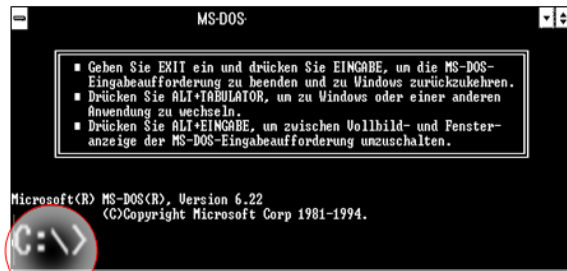 MS-DOS
■ Geben Sie EXIT ein und drücken Sie EINGABE, um die MS-DOS-
Eingabeaufforderung zu beenden und zu Windows zurückzukehren.
■ Drücken Sie ALT+TABULATOR, um zu Windows oder einer anderen
Anwendung zu wechseln.
■ Drücken Sie ALT+EINGABE, um zwischen Vollbild- und Fenster-
anzeige der MS-DOS-Eingabeaufforderung umzuschalten.
Microsoft(R) MS-DOS(R), Version 6.22
(C)Copyright Microsoft Corp 1981-1994.
C:\>